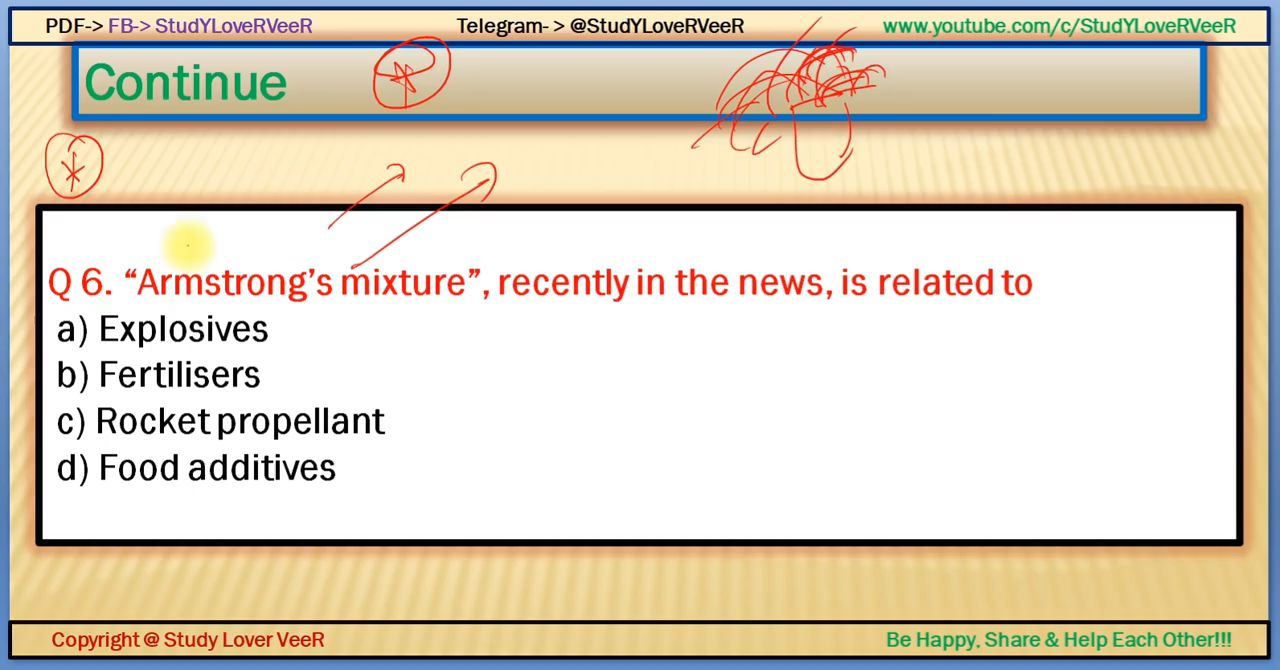 PDF-> FB-> StudYLoveRVeeR Telegram- > @StudYLoveRVeeR www.youtube.com/c/StudYLoveRVeeR
Continue
Q 6. “Armstrong’s mixture”, recently in the news, is related to
a) Explosives
b) Fertilisers
c) Rocket propellant
d) Food additives
Copyright @ Study Lover VeeR Be Happy, Share & Help Each Other!!!